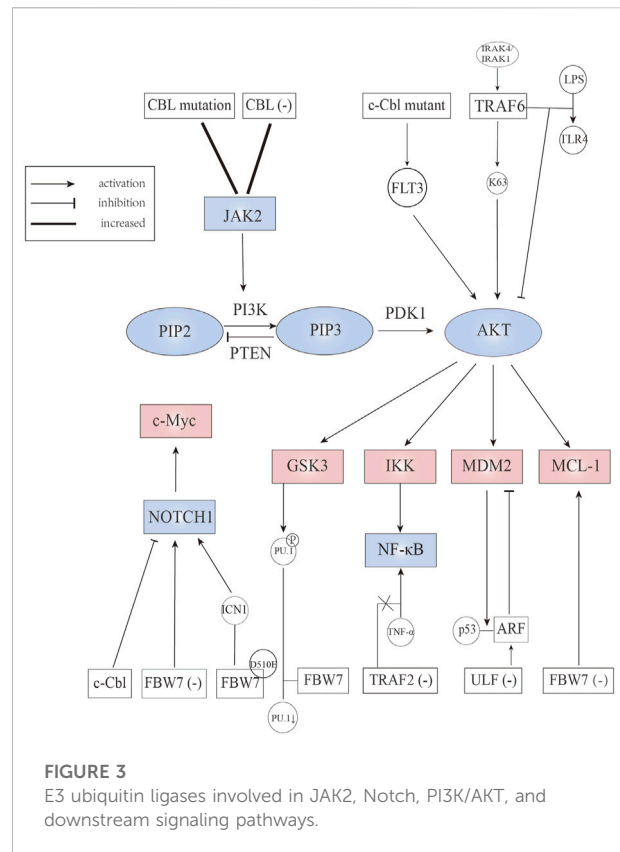 IRAK4/
IRAK1
LPS
CBL mutation
CBL (-)
c-Cbl mutant
TRAF6
TLR4
activation
inhibition
increased
FLT3
K63
JAK2
PI3K
PDK1
PIP2
PIP3
AKT
PTEN
c-Myc
GSK3
IKK
MDM2
MCL-1
NOTCH1
P
PU.1
NF-κB
ICN1
TNF-α
p53
ARF
D510E
c-Cbl
FBW7 (-)
FBW7
FBW7
TRAF2 (-)
ULF (-)
FBW7 (-)
PU.1↓
FIGURE 3
E3 ubiquitin ligases involved in JAK2, Notch, PI3K/AKT, and
downstream signaling pathways.